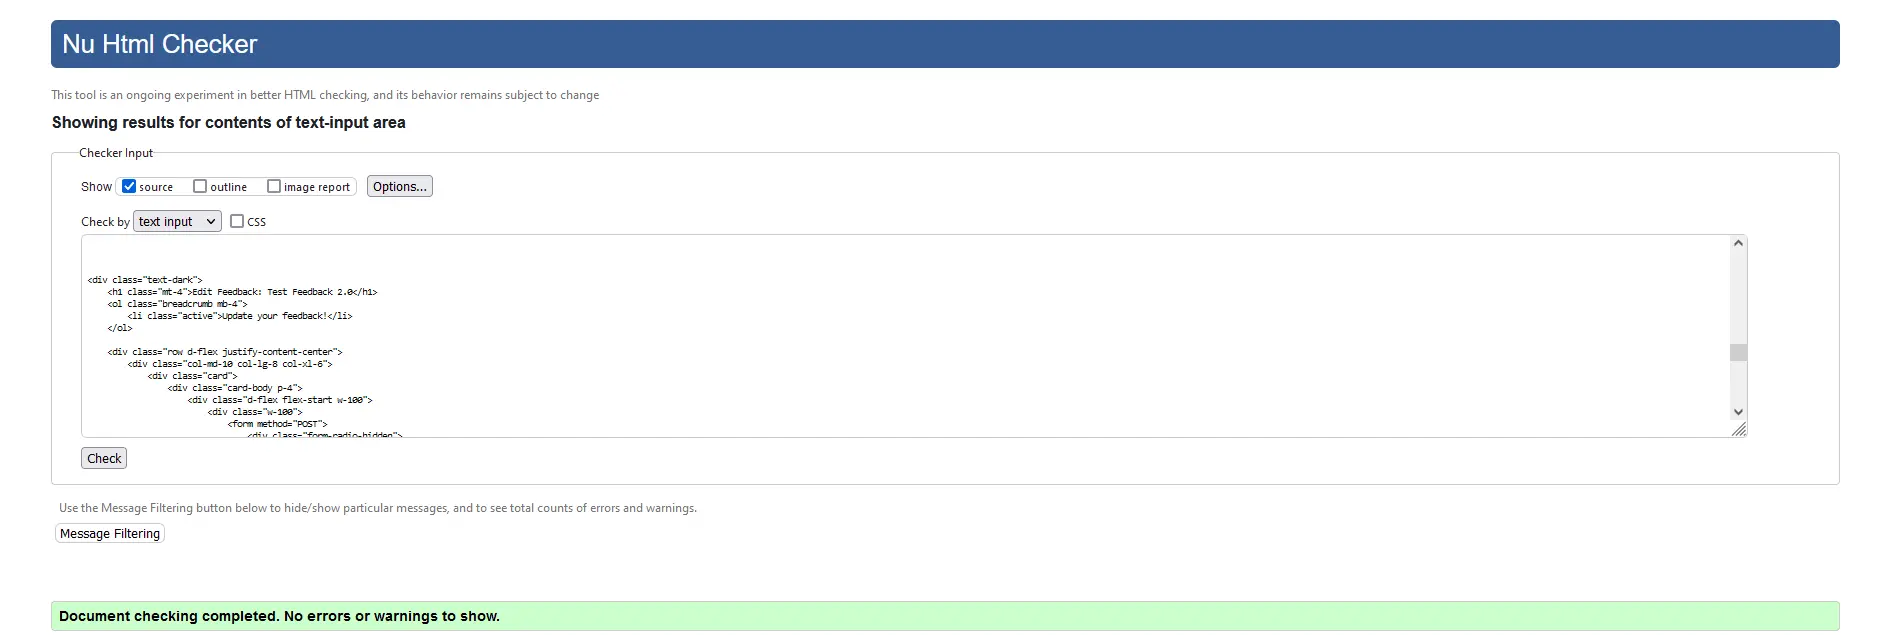 Nu Html Checker
This tool is an ongoing experiment in better HTML checking, and its behavior remains subject to change
Showing results for contents of text-input area
Checker Input
Show source outline image report Options...
Check by text input CSS
<div class="text-dark">
<h1 class="mt-4">Edit Feedback: Test Feedback 2.0</h1>
<ol class="breadcrumb mb-4">
<li class="active">Update your feedback!</li>
</ol>
<div class="row d-flex justify-content-center">
<div class="col-md-10 col-lg-8 col-xl-6">
<div class="card">
<div class="card-body p-4">
<div class="d-flex flex-start w-100">
<div class="w-100">
<form method="POST">
<div class="form-radio-hidden">
Check
Use the Message Filtering button below to hide/show particular messages, and to see total counts of errors and warnings.
Message Filtering
Document checking completed. No errors or warnings to show.